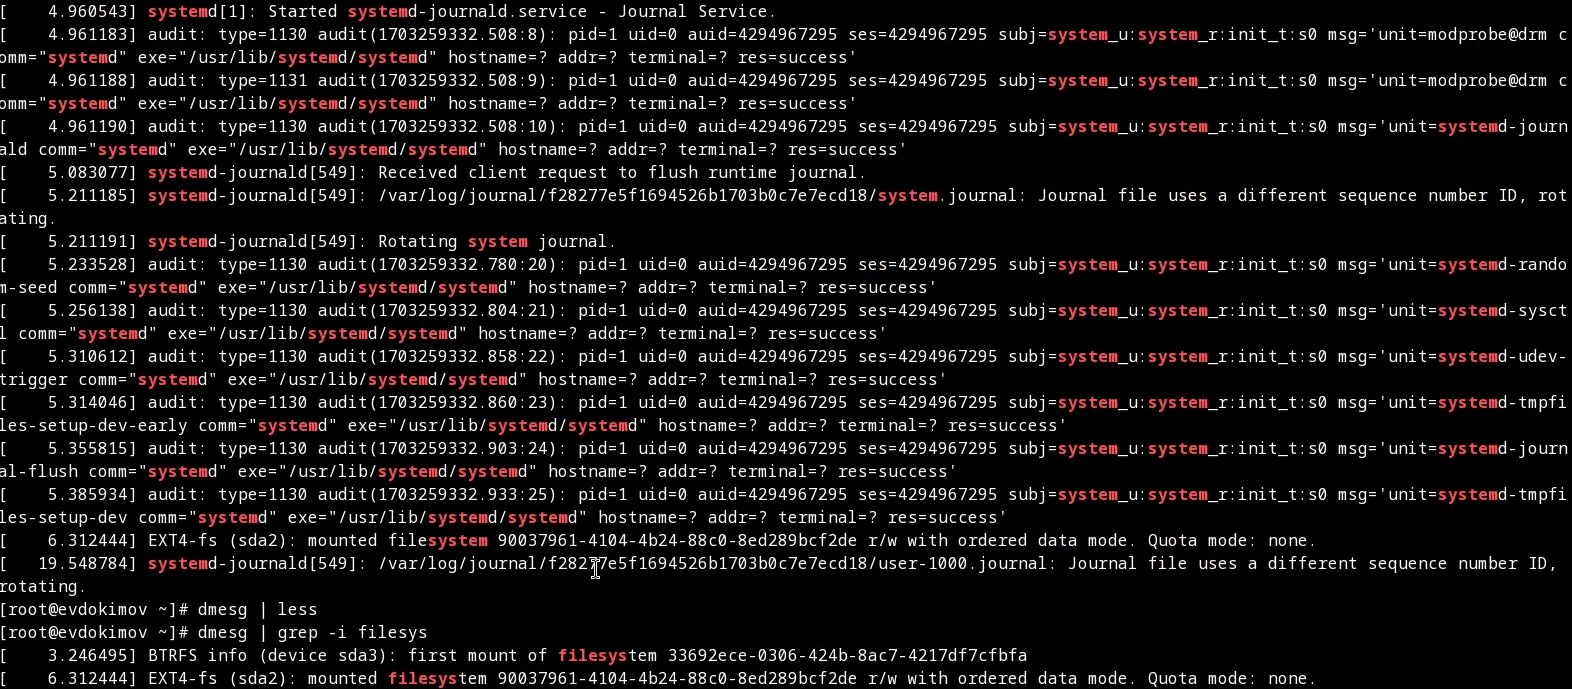 [    4.960543] systemd[1]: Started systemd-journald.service - Journal Service.
[    4.961183] audit: type=1130 audit(1703259332.508:8): pid=1 uid=0 auid=4294967295 ses=4294967295 subj=system_u:system_r:init_t:s0 msg='unit=modprobe@drm c
omm="systemd" exe="/usr/lib/systemd/systemd" hostname=? addr=? terminal=? res=success'
[    4.961188] audit: type=1131 audit(1703259332.508:9): pid=1 uid=0 auid=4294967295 ses=4294967295 subj=system_u:system_r:init_t:s0 msg='unit=modprobe@drm c
omm="systemd" exe="/usr/lib/systemd/systemd" hostname=? addr=? terminal=? res=success'
[    4.961190] audit: type=1130 audit(1703259332.508:10): pid=1 uid=0 auid=4294967295 ses=4294967295 subj=system_u:system_r:init_t:s0 msg='unit=systemd-journ
ald comm="systemd" exe="/usr/lib/systemd/systemd" hostname=? addr=? terminal=? res=success'
[    5.083077] systemd-journald[549]: Received client request to flush runtime journal.
[    5.211185] systemd-journald[549]: /var/log/journal/f28277e5f1694526b1703b0c7e7ecd18/system.journal: Journal file uses a different sequence number ID, rot
ating.
[    5.211191] systemd-journald[549]: Rotating system journal.
[    5.233528] audit: type=1130 audit(1703259332.780:20): pid=1 uid=0 auid=4294967295 ses=4294967295 subj=system_u:system_r:init_t:s0 msg='unit=systemd-rando
m-seed comm="systemd" exe="/usr/lib/systemd/systemd" hostname=? addr=? terminal=? res=success'
[    5.256138] audit: type=1130 audit(1703259332.804:21): pid=1 uid=0 auid=4294967295 ses=4294967295 subj=system_u:system_r:init_t:s0 msg='unit=systemd-sysct
l comm="systemd" exe="/usr/lib/systemd/systemd" hostname=? addr=? terminal=? res=success'
[    5.310612] audit: type=1130 audit(1703259332.858:22): pid=1 uid=0 auid=4294967295 ses=4294967295 subj=system_u:system_r:init_t:s0 msg='unit=systemd-udev-
trigger comm="systemd" exe="/usr/lib/systemd/systemd" hostname=? addr=? terminal=? res=success'
[    5.314046] audit: type=1130 audit(1703259332.860:23): pid=1 uid=0 auid=4294967295 ses=4294967295 subj=system_u:system_r:init_t:s0 msg='unit=systemd-tmpfi
les-setup-dev-early comm="systemd" exe="/usr/lib/systemd/systemd" hostname=? addr=? terminal=? res=success'
[    5.355815] audit: type=1130 audit(1703259332.903:24): pid=1 uid=0 auid=4294967295 ses=4294967295 subj=system_u:system_r:init_t:s0 msg='unit=systemd-journ
al-flush comm="systemd" exe="/usr/lib/systemd/systemd" hostname=? addr=? terminal=? res=success'
[    5.385934] audit: type=1130 audit(1703259332.933:25): pid=1 uid=0 auid=4294967295 ses=4294967295 subj=system_u:system_r:init_t:s0 msg='unit=systemd-tmpfi
les-setup-dev comm="systemd" exe="/usr/lib/systemd/systemd" hostname=? addr=? terminal=? res=success'
[    6.312444] EXT4-fs (sda2): mounted filesystem 90037961-4104-4b24-88c0-8ed289bcf2de r/w with ordered data mode. Quota mode: none.
[   19.548784] systemd-journald[549]: /var/log/journal/f28277e5f1694526b1703b0c7e7ecd18/user-1000.journal: Journal file uses a different sequence number ID,
rotating.
[root@evdokimov ~]# dmesg | less
[root@evdokimov ~]# dmesg | grep -i filesys
[    3.246495] BTRFS info (device sda3): first mount of filesystem 33692ece-0306-424b-8ac7-4217df7cfbfa
[    6.312444] EXT4-fs (sda2): mounted filesystem 90037961-4104-4b24-88c0-8ed289bcf2de r/w with ordered data mode. Quota mode: none.